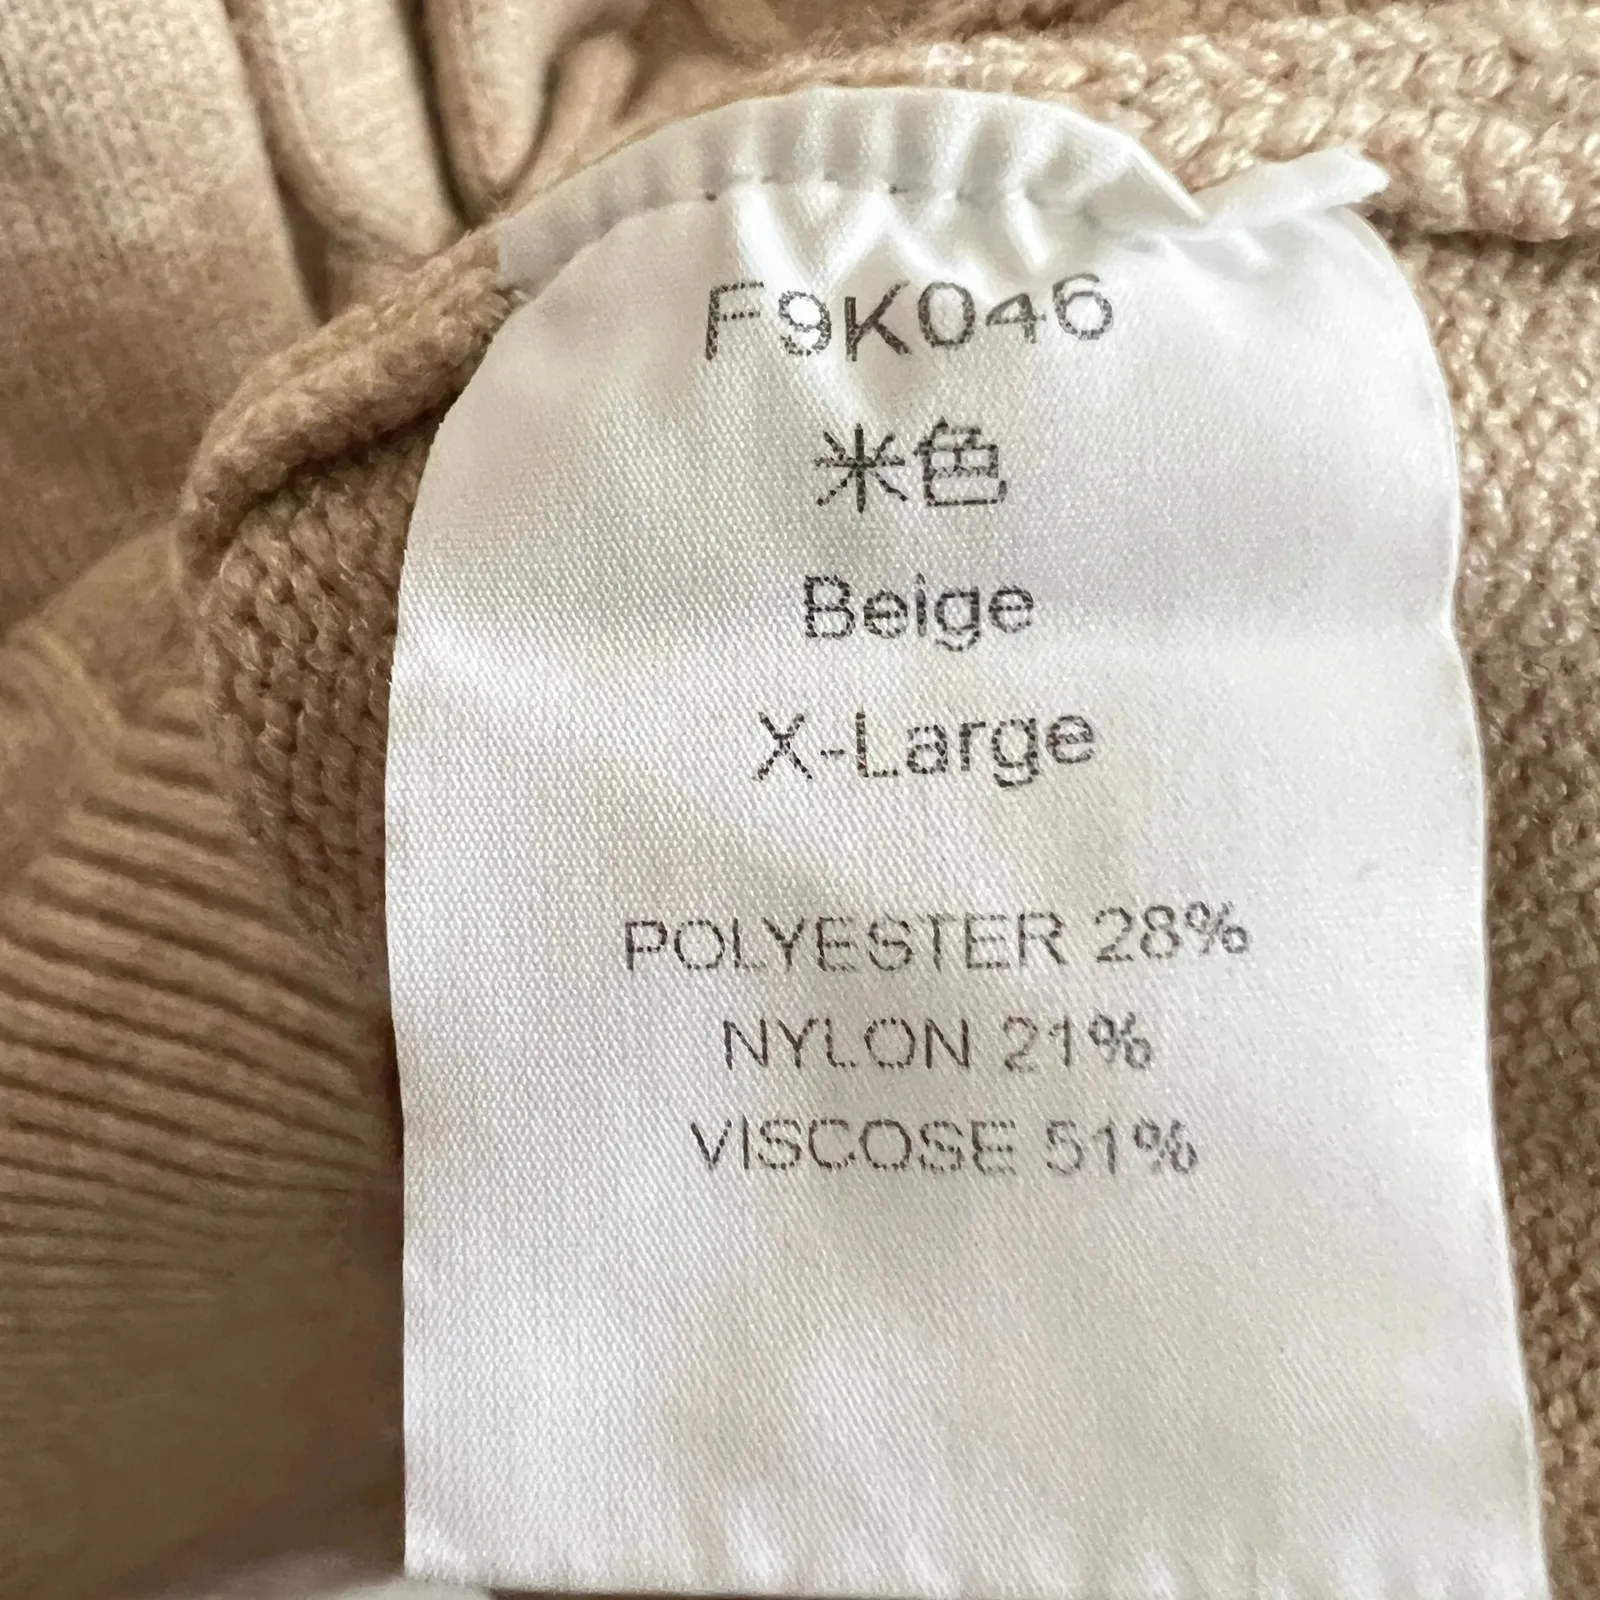 F9K046
米色
Beige
X-Large
POLYESTER 28%
NYLON 21%
VISCOSE 51%